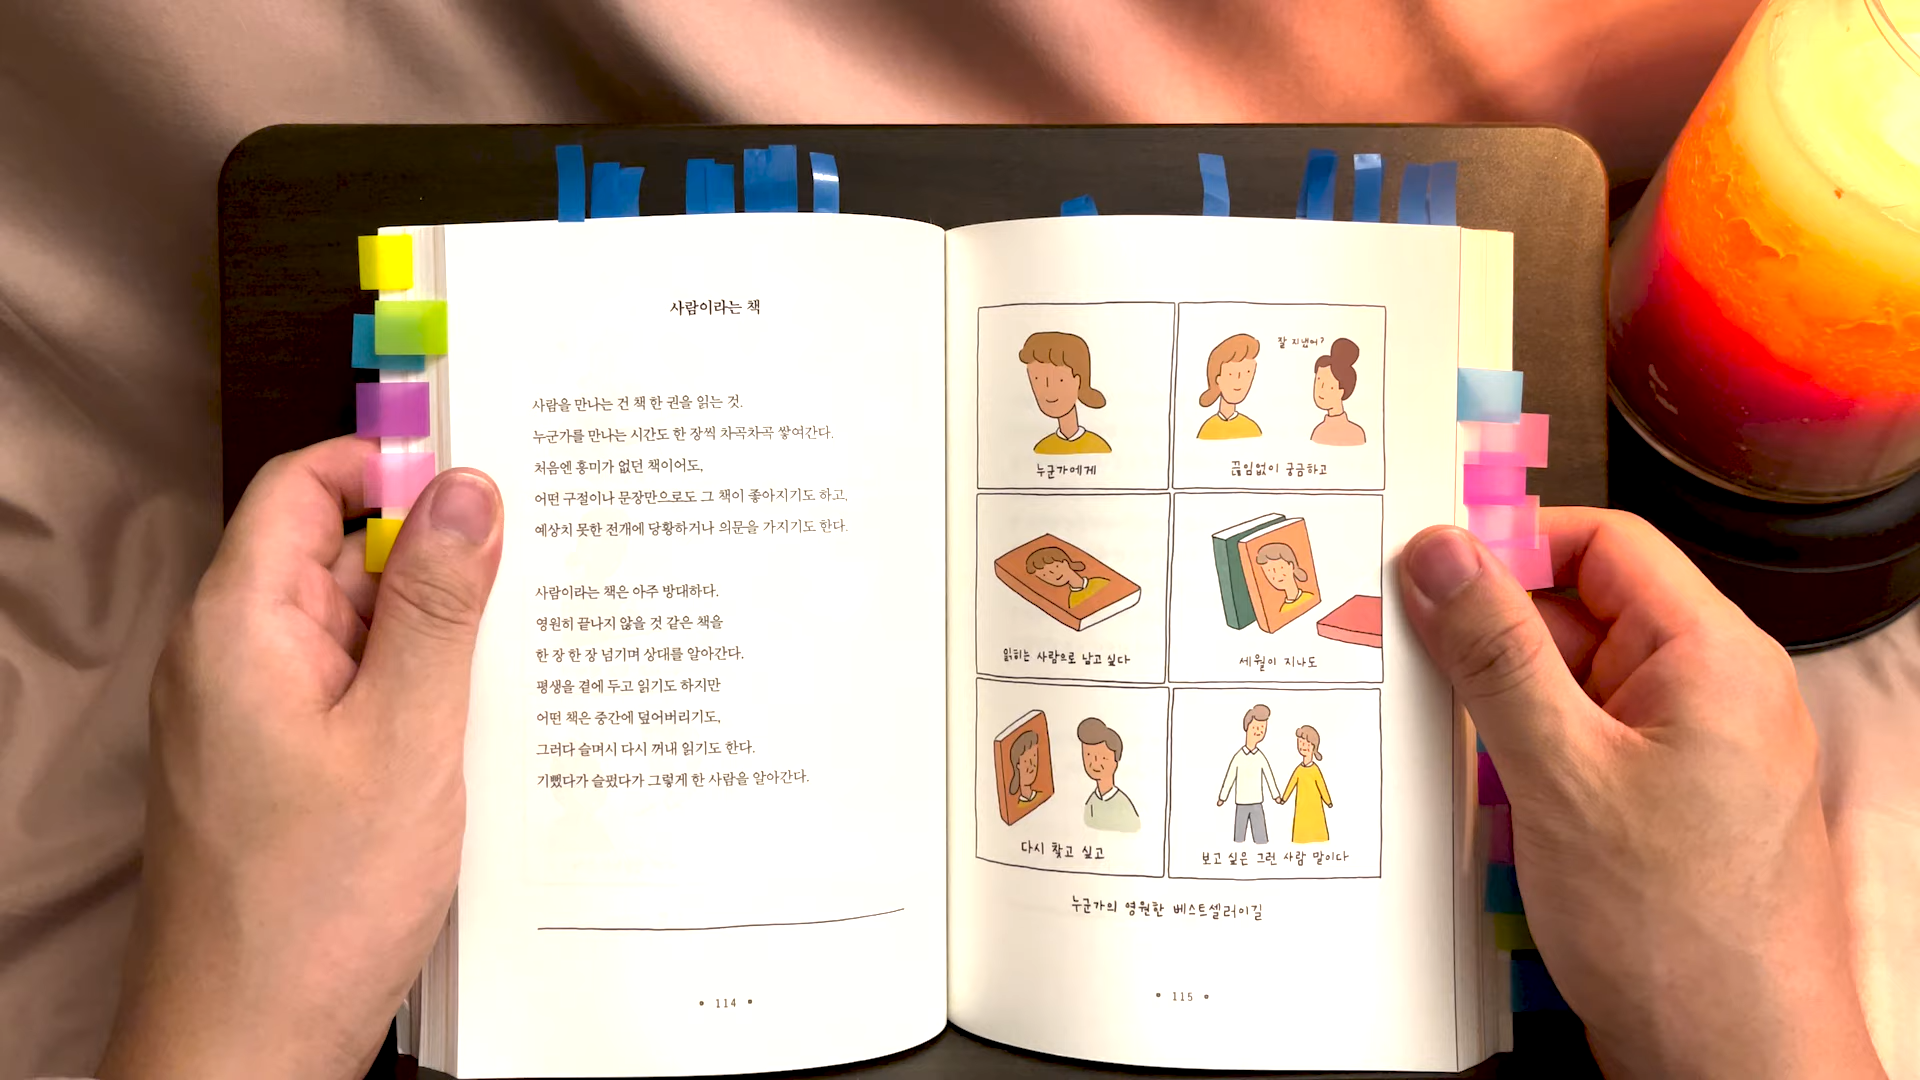 사람이라는 책
사람을 만나는 건 책 한 권을 읽는 것.
누군가를 만나는 시간도 한 장씩 차곡차곡 쌓여간다.
처음엔 흥미가 없던 책이어도,
어떤 구절이나 문장만으로도 그 책이 좋아지기도 하고,
예상치 못한 전개에 당황하거나 의문을 가지기도 한다.
사람이라는 책은 아주 방대하다.
영원히 끝나지 않을 것 같은 책을
한 장 한 장 넘기며 상대를 알아간다.
평생을 곁에 두고 읽기도 하지만
어떤 책은 중간에 덮어버리기도,
그러다 슬며시 다시 꺼내 읽기도 한다.
기뻤다가 슬펐다가 그렇게 한 사람을 알아간다.
114
누군가에게
잘 지냈어?
끊임없이 궁금하고
읽히는 사람으로 남고 싶다
세월이 지나도
다시 찾고 싶고
보고 싶은 그런 사람 말이다
누군가의 영원한 베스트셀러이길
115